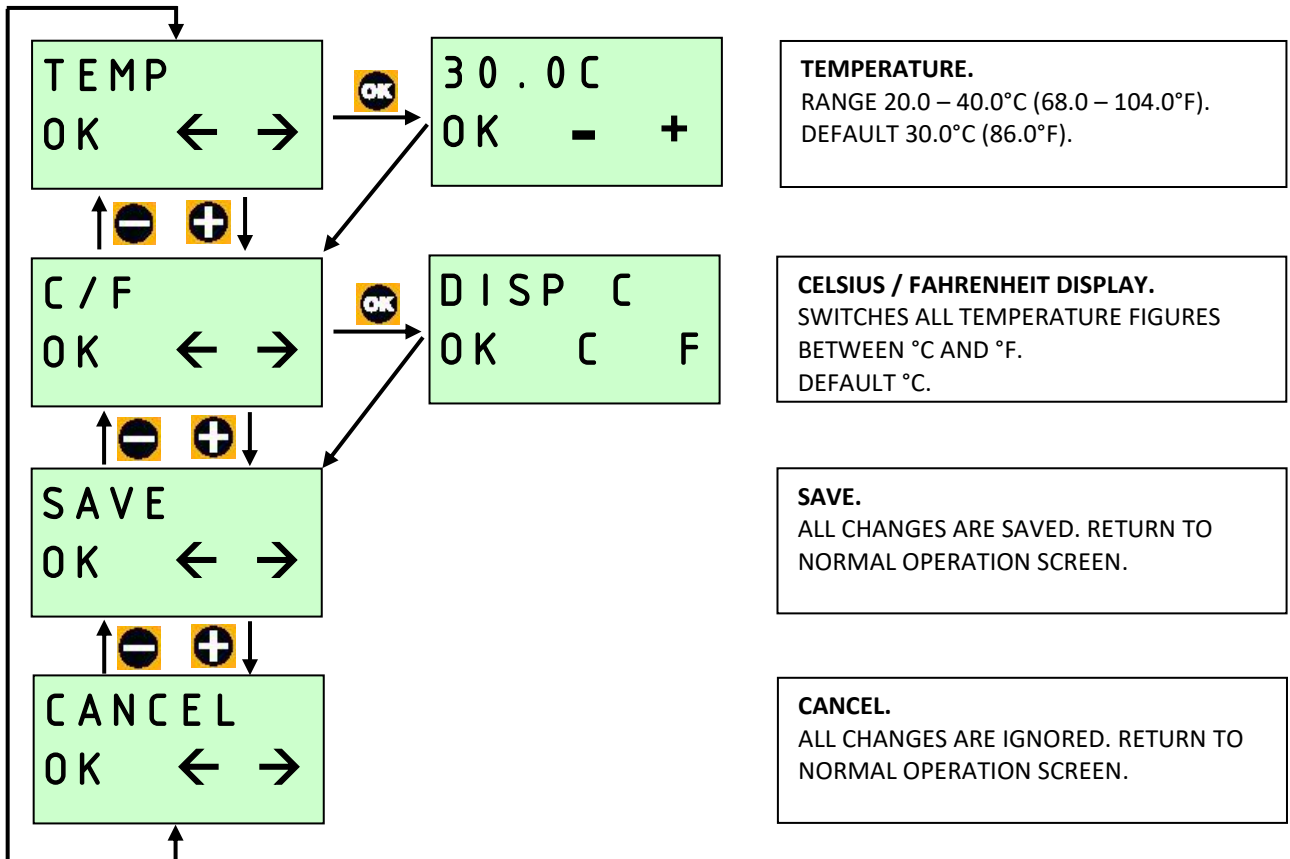 TEMP
OK ← →
OK
30.0C
OK - +
TEMPERATURE.
RANGE 20.0 – 40.0°C (68.0 – 104.0°F).
DEFAULT 30.0°C (86.0°F).
C/F
OK ← →
OK
DISP C
OK C F
CELSIUS / FAHRENHEIT DISPLAY.
SWITCHES ALL TEMPERATURE FIGURES
BETWEEN °C AND °F.
DEFAULT °C.
SAVE
OK ← →
SAVE.
ALL CHANGES ARE SAVED. RETURN TO
NORMAL OPERATION SCREEN.
CANCEL
OK ← →
CANCEL.
ALL CHANGES ARE IGNORED. RETURN TO
NORMAL OPERATION SCREEN.